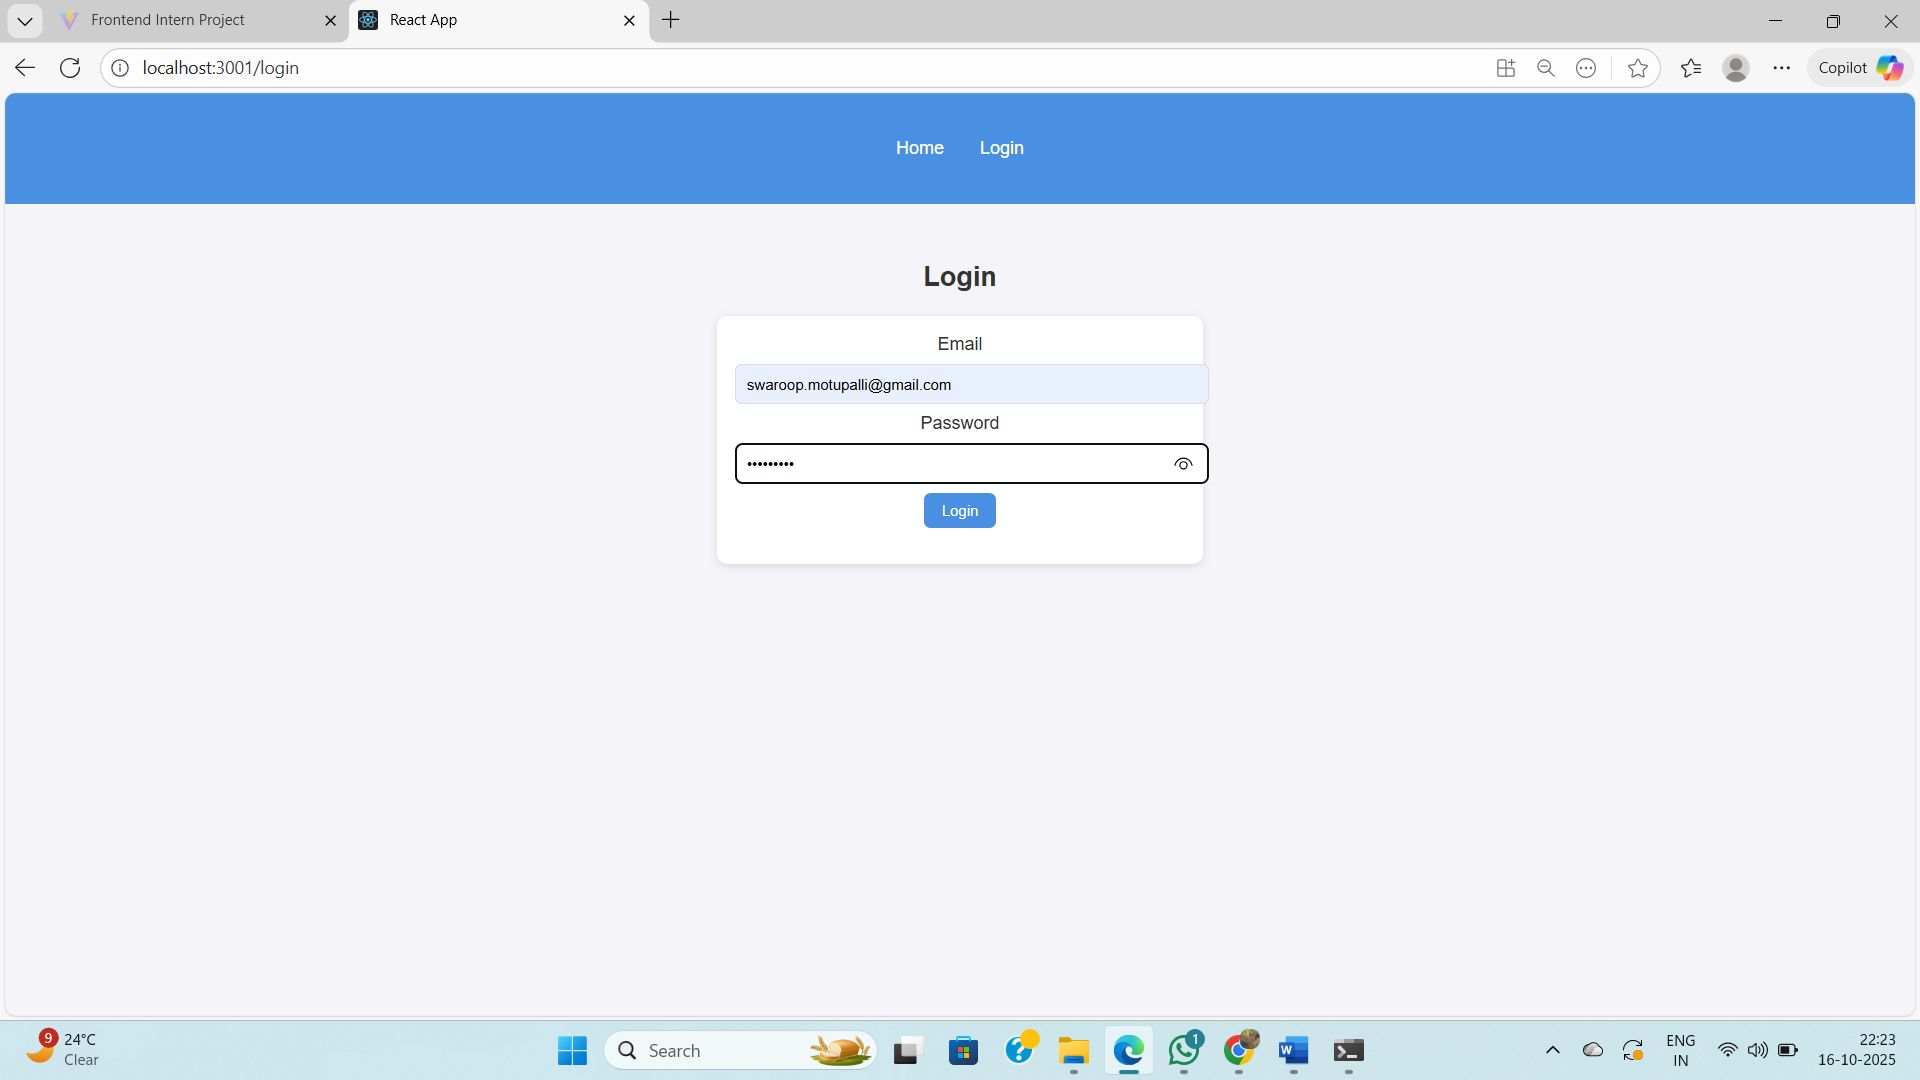 Frontend Intern Project
React App
localhost:3001/login
Copilot
Home
Login
Login
Email
swaroop.motupalli@gmail.com
Password
•••••••••
Login
9
24°C
Clear
Search
1
ENG
IN
22:23
16-10-2025